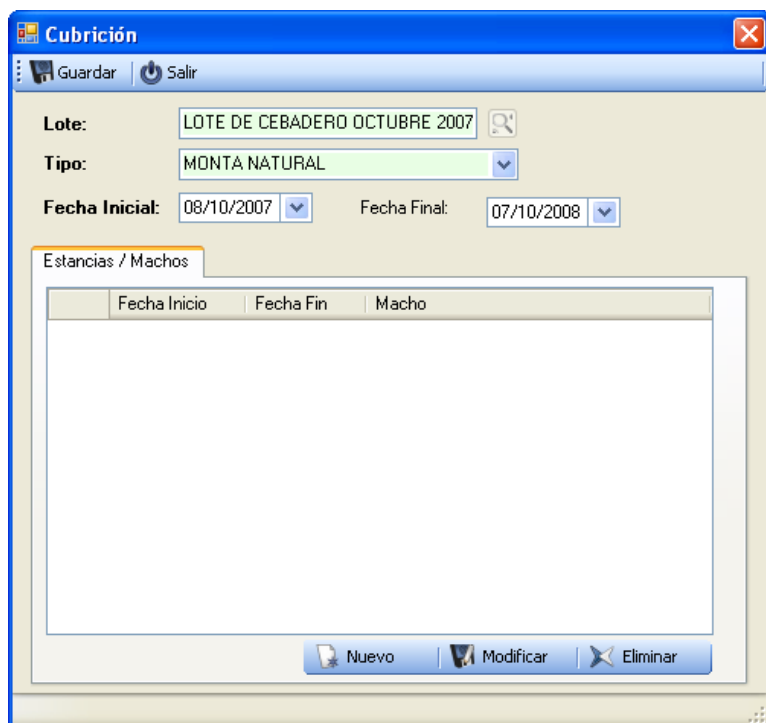 Cubrición
Guardar Salir
Lote: LOTE DE CEBADERO OCTUBRE 2007
Tipo: MONTA NATURAL
Fecha Inicial: 08/10/2007 Fecha Final: 07/10/2008
Estancias / Machos
Fecha Inicio Fecha Fin Macho
Nuevo Modificar Eliminar